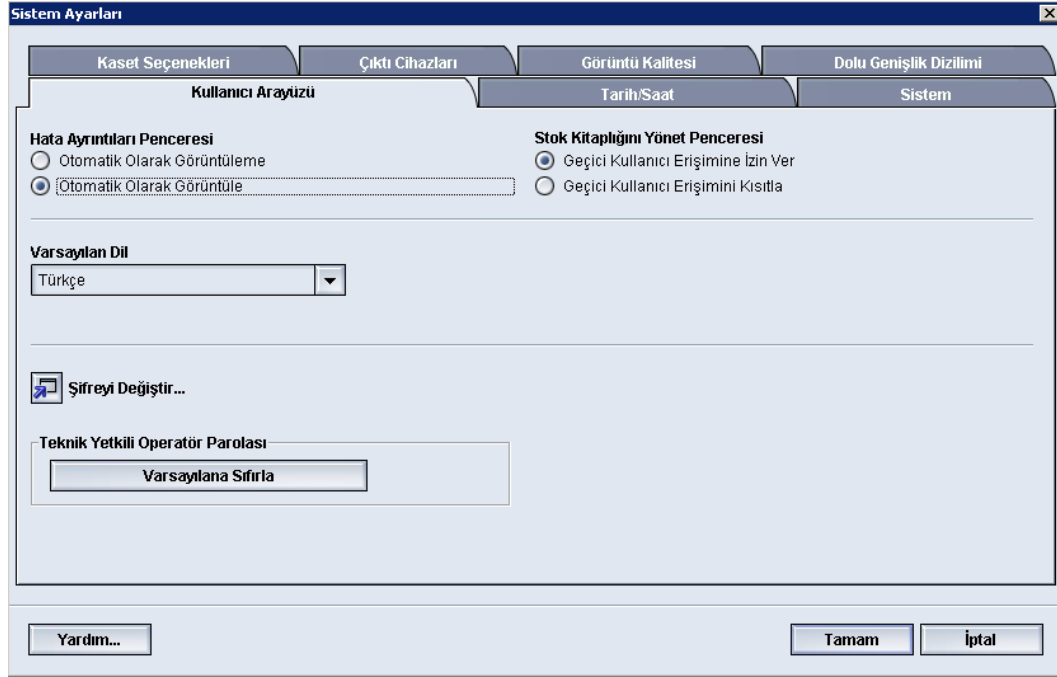 Sistem Ayarları
Kaset Seçenekleri
Çıktı Cihazları
Görüntü Kalitesi
Dolu Genişlik Dizilimi
Kullanıcı Arayüzü
Tarih/Saat
Sistem
Hata Ayrıntıları Penceresi
Otomatik Olarak Görüntüleme
Otomatik Olarak Görüntüle
Stok Kitaplığını Yönet Penceresi
Geçici Kullanıcı Erişimine İzin Ver
Geçici Kullanıcı Erişimini Kısıtla
Varsayılan Dil
Türkçe
Şifreyi Değiştir...
Teknik Yetkili Operatör Parolası
Varsayılana Sıfırla
Yardım...
Tamam
İptal